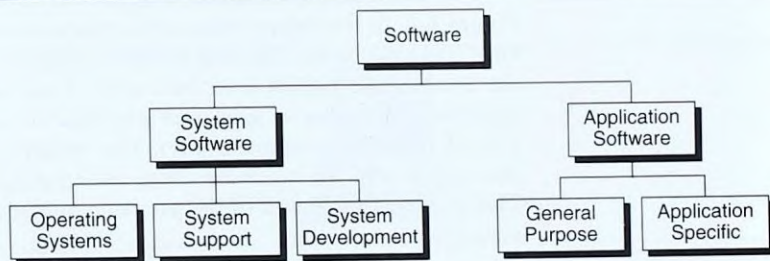 Software
System
Software
Application
Software
Operating
Systems
System
Support
System
Development
General
Purpose
Application
Specific